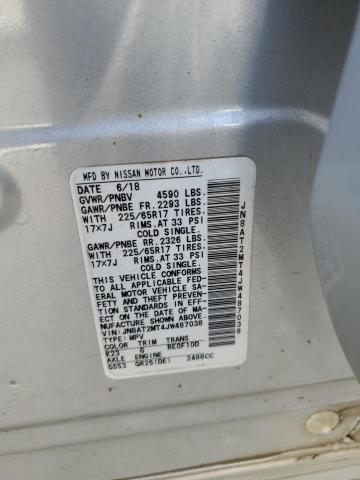 MFD BY NISSAN MOTOR CO.,LTD.
DATE 6/18
GVWR/PNBV 4590 LBS.
GAWR/PNBE FR. 2293 LBS.
WITH 225/65R17 TIRES.
17x7J RIMS.AT 33 PSI
COLD SINGLE.
GAWR/PNBE RR. 2326 LBS.
WITH 225/65R17 TIRES.
17x7J RIMS.AT 33 PSI
COLD SINGLE.
THIS VEHICLE CONFORMS TO ALL APPLICABLE FED-
ERAL MOTOR VEHICLE SA-
FETY AND THEFT PREVENTION STANDARDS IN EFF-
ECT ON THE DATE OF MA-
NUFACTURE SHOWN ABOVE.
VIN:JN8AT2MT4JW487038
TYPE:MPV
COLOR TRIM TRANS
K23 G RE0F10D
AXLE ENGINE
GS53 QR25(DE) 2488CC
JN8AT2MT4JW487038